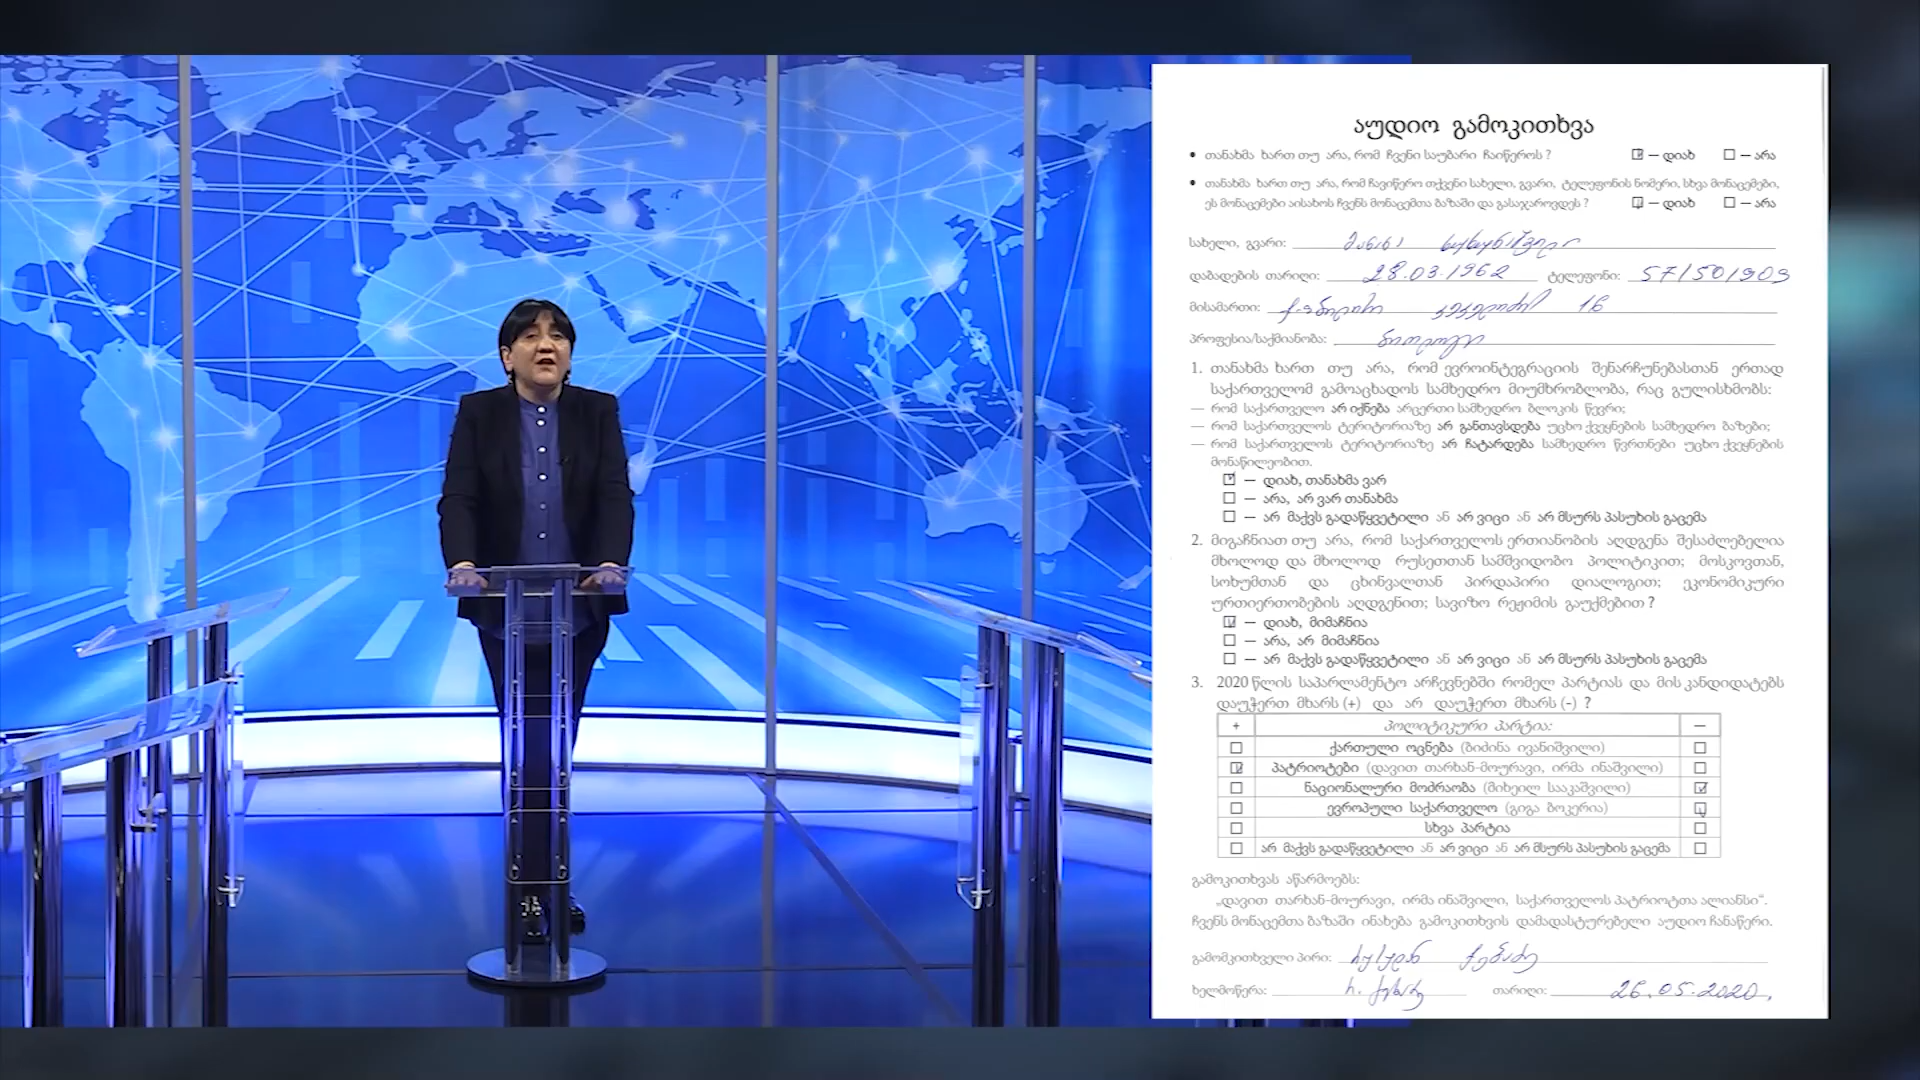 აუდიო გამოკითხვა
• თანახმა ხართ თუ არა, რომ ჩვენი საუბარი ჩაიწეროს ? — დიახ — არა
• თანახმა ხართ თუ არა, რომ ჩავიწერო თქვენი სახელი, გვარი, ტელეფონის ნომერი, სხვა მონაცემები,
ეს მონაცემები აისახოს ჩვენს მონაცემთა ბაზაში და გასაჯაროვდეს ? — დიახ — არა
სახელი, გვარი:
დაბადების თარიღი: 28.03.1962 ტელეფონი: 571501903
მისამართი: 16
პროფესია/საქმიანობა:
1. თანახმა ხართ თუ არა, რომ ევროინტეგრაციის შენარჩუნებასთან ერთად
საქართველომ გამოაცხადოს სამხედრო მიუმხრობლობა, რაც გულისხმობს:
— რომ საქართველო არ იქნება არცერთი სამხედრო ბლოკის წევრი;
— რომ საქართველოს ტერიტორიაზე არ განთავსდება უცხო ქვეყნების სამხედრო ბაზები;
— რომ საქართველოს ტერიტორიაზე არ ჩატარდება სამხედრო წვრთნები უცხო ქვეყნების
მონაწილეობით.
— დიახ, თანახმა ვარ
— არა, არ ვარ თანახმა
— არ მაქვს გადაწყვეტილი ან არ ვიცი ან არ მსურს პასუხის გაცემა
2. მიგაჩნიათ თუ არა, რომ საქართველოს ერთიანობის აღდგენა შესაძლებელია
მხოლოდ და მხოლოდ რუსეთთან სამშვიდობო პოლიტიკით; მოსკოვთან,
სოხუმთან და ცხინვალთან პირდაპირი დიალოგით; ეკონომიკური
ურთიერთობების აღდგენით; სავიზო რეჟიმის გაუქმებით ?
— დიახ, მიმაჩნია
— არა, არ მიმაჩნია
— არ მაქვს გადაწყვეტილი ან არ ვიცი ან არ მსურს პასუხის გაცემა
3. 2020 წლის საპარლამენტო არჩევნებში რომელ პარტიას და მის კანდიდატებს
დაუჭერთ მხარს (+) და არ დაუჭერთ მხარს (-) ?
+ პოლიტიკური პარტია: —
ქართული ოცნება (ბიძინა ივანიშვილი)
პატრიოტები (დავით თარხან-მოურავი, ირმა ინაშვილი)
ნაციონალური მოძრაობა (მიხეილ სააკაშვილი)
ევროპული საქართველო (გიგა ბოკერია)
სხვა პარტია
არ მაქვს გადაწყვეტილი ან არ ვიცი ან არ მსურს პასუხის გაცემა
გამოკითხვას აწარმოებს:
„დავით თარხან-მოურავი, ირმა ინაშვილი, საქართველოს პატრიოტთა ალიანსი“.
ჩვენს მონაცემთა ბაზაში ინახება გამოკითხვის დამადასტურებელი აუდიო ჩანაწერი.
გამომკითხველი პირი:
ხელმოწერა: თარიღი: 26.05.2020,